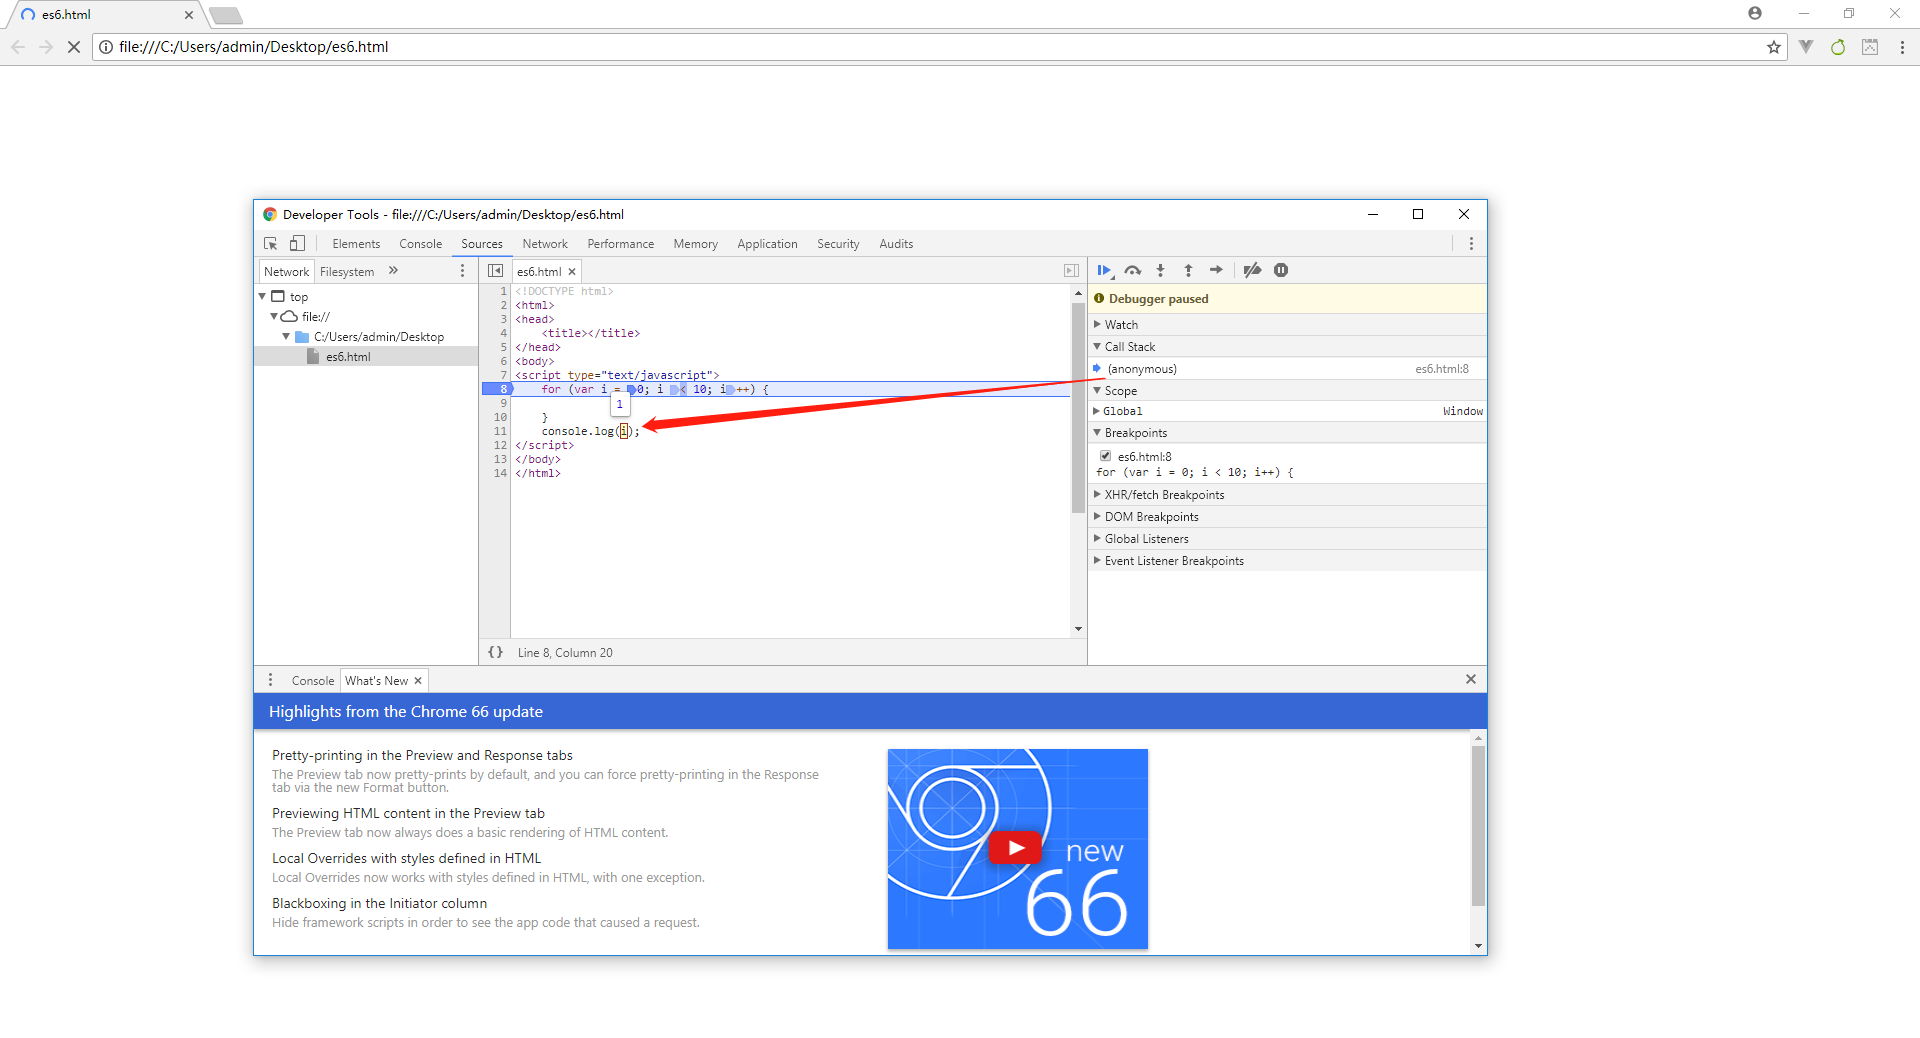 es6.html
file:///C:/Users/admin/Desktop/es6.html
Developer Tools - file:///C:/Users/admin/Desktop/es6.html
Elements Console Sources Network Performance Memory Application Security Audits
Network Filesystem »
top
file://
C:/Users/admin/Desktop
es6.html
es6.html
1 <!DOCTYPE html>
2 <html>
3 <head>
4 <title></title>
5 </head>
6 <body>
7 <script type="text/javascript">
8 for (var i = 0; i < 10; i++) {
1
9
10 }
11 console.log(i);
12 </script>
13 </body>
14 </html>
{} Line 8, Column 20
Debugger paused
Watch
Call Stack
(anonymous) es6.html:8
Scope
Global Window
Breakpoints
es6.html:8
for (var i = 0; i < 10; i++) {
XHR/fetch Breakpoints
DOM Breakpoints
Global Listeners
Event Listener Breakpoints
Console What's New
Highlights from the Chrome 66 update
Pretty-printing in the Preview and Response tabs
The Preview tab now pretty-prints by default, and you can force pretty-printing in the Response
tab via the new Format button.
Previewing HTML content in the Preview tab
The Preview tab now always does a basic rendering of HTML content.
Local Overrides with styles defined in HTML
Local Overrides now works with styles defined in HTML, with one exception.
Blackboxing in the Initiator column
Hide framework scripts in order to see the app code that caused a request.
new
66